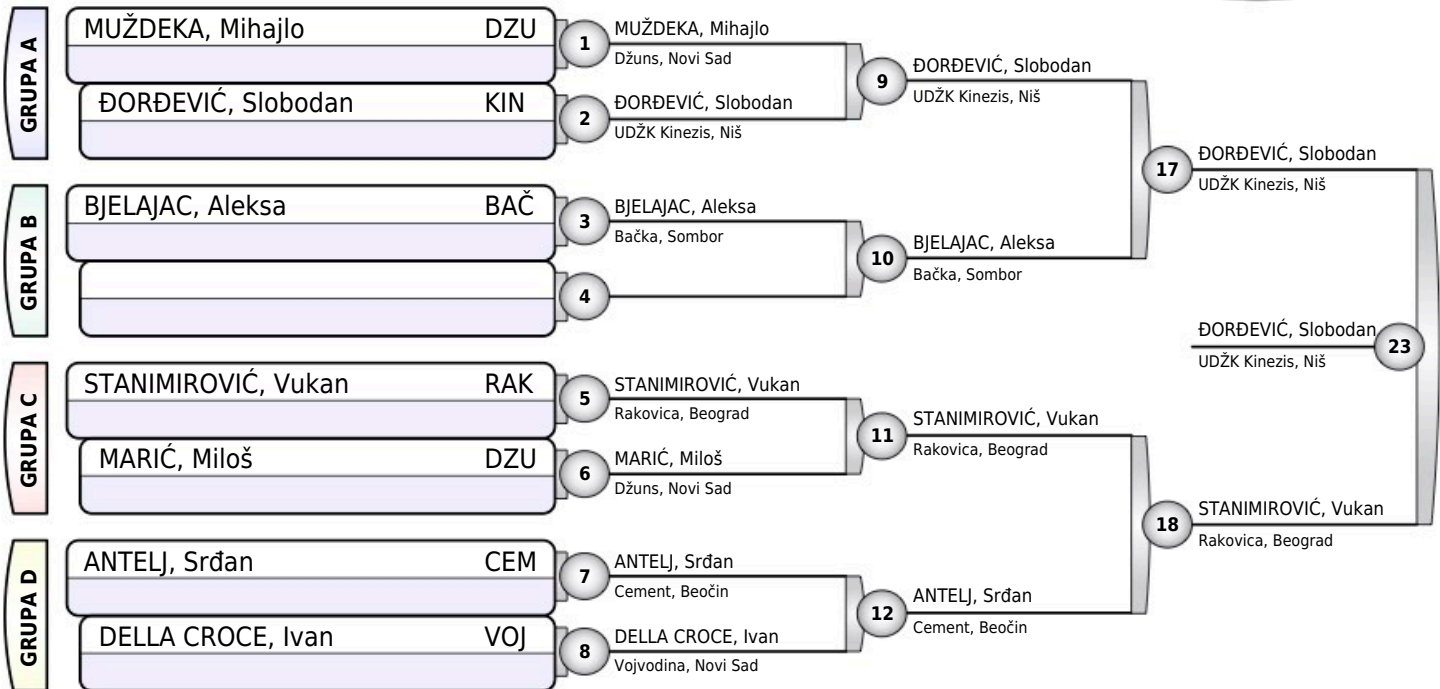 GRUPA A
MUŽDEKA, Mihajlo DZU
ĐORĐEVIĆ, Slobodan KIN
GRUPA B
BJELAJAC, Aleksa BAČ
GRUPA C
STANIMIROVIĆ, Vukan RAK
MARIĆ, Miloš DZU
GRUPA D
ANTELJ, Srđan CEM
DELLA CROCE, Ivan VOJ
1
MUŽDEKA, Mihajlo
Džuns, Novi Sad
2
ĐORĐEVIĆ, Slobodan
UDŽK Kinezis, Niš
3
BJELAJAC, Aleksa
Bačka, Sombor
4
5
STANIMIROVIĆ, Vukan
Rakovica, Beograd
6
MARIĆ, Miloš
Džuns, Novi Sad
7
ANTELJ, Srđan
Cement, Beočin
8
DELLA CROCE, Ivan
Vojvodina, Novi Sad
9
ĐORĐEVIĆ, Slobodan
UDŽK Kinezis, Niš
10
BJELAJAC, Aleksa
Bačka, Sombor
11
STANIMIROVIĆ, Vukan
Rakovica, Beograd
12
ANTELJ, Srđan
Cement, Beočin
17
ĐORĐEVIĆ, Slobodan
UDŽK Kinezis, Niš
18
STANIMIROVIĆ, Vukan
Rakovica, Beograd
ĐORĐEVIĆ, Slobodan
UDŽK Kinezis, Niš
23